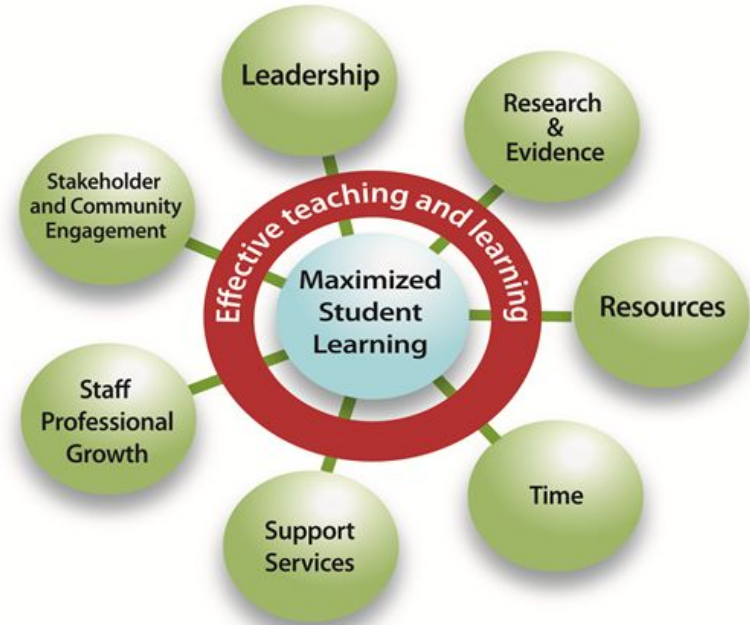 Leadership
Research
&
Evidence
Stakeholder
and Community
Engagement
Effective teaching and learning
Maximized
Student
Learning
Resources
Staff
Professional
Growth
Time
Support
Services